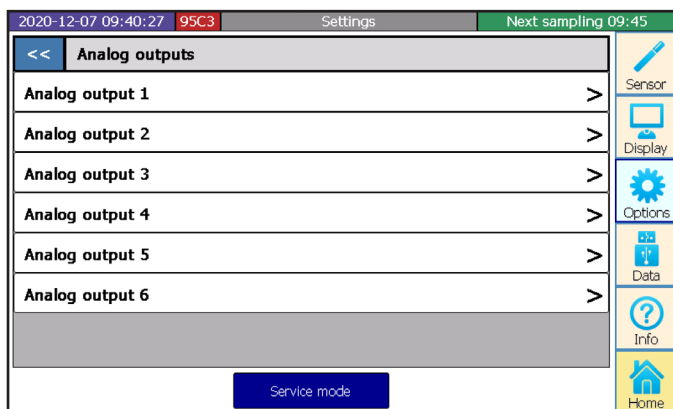 2020-12-07 09:40:27 95C3 Settings Next sampling 09:45
<< Analog outputs
Analog output 1 >
Analog output 2 >
Analog output 3 >
Analog output 4 >
Analog output 5 >
Analog output 6 >
Service mode
Sensor
Display
Options
Data
Info
Home